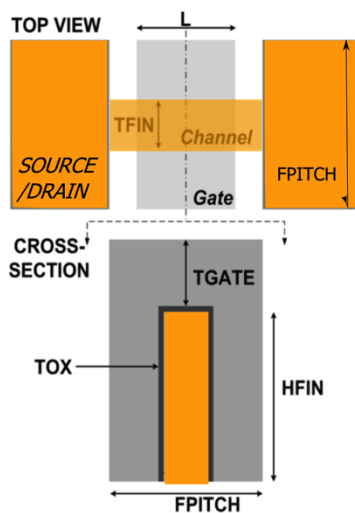 TOP VIEW
L
TFIN
Channel
SOURCE
/DRAIN
FPITCH
Gate
CROSS-
SECTION
TGATE
TOX
HFIN
FPITCH